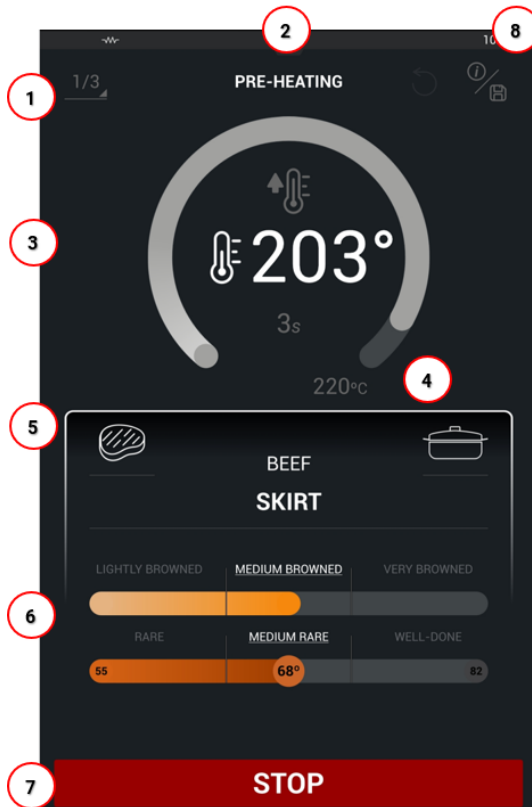 2
8
10
1
1/3
PRE-HEATING
i
3
203°
3s
220°C
4
5
BEEF
SKIRT
LIGHTLY BROWNED MEDIUM BROWNED VERY BROWNED
6
RARE MEDIUM RARE WELL-DONE
55 68° 82
7
STOP